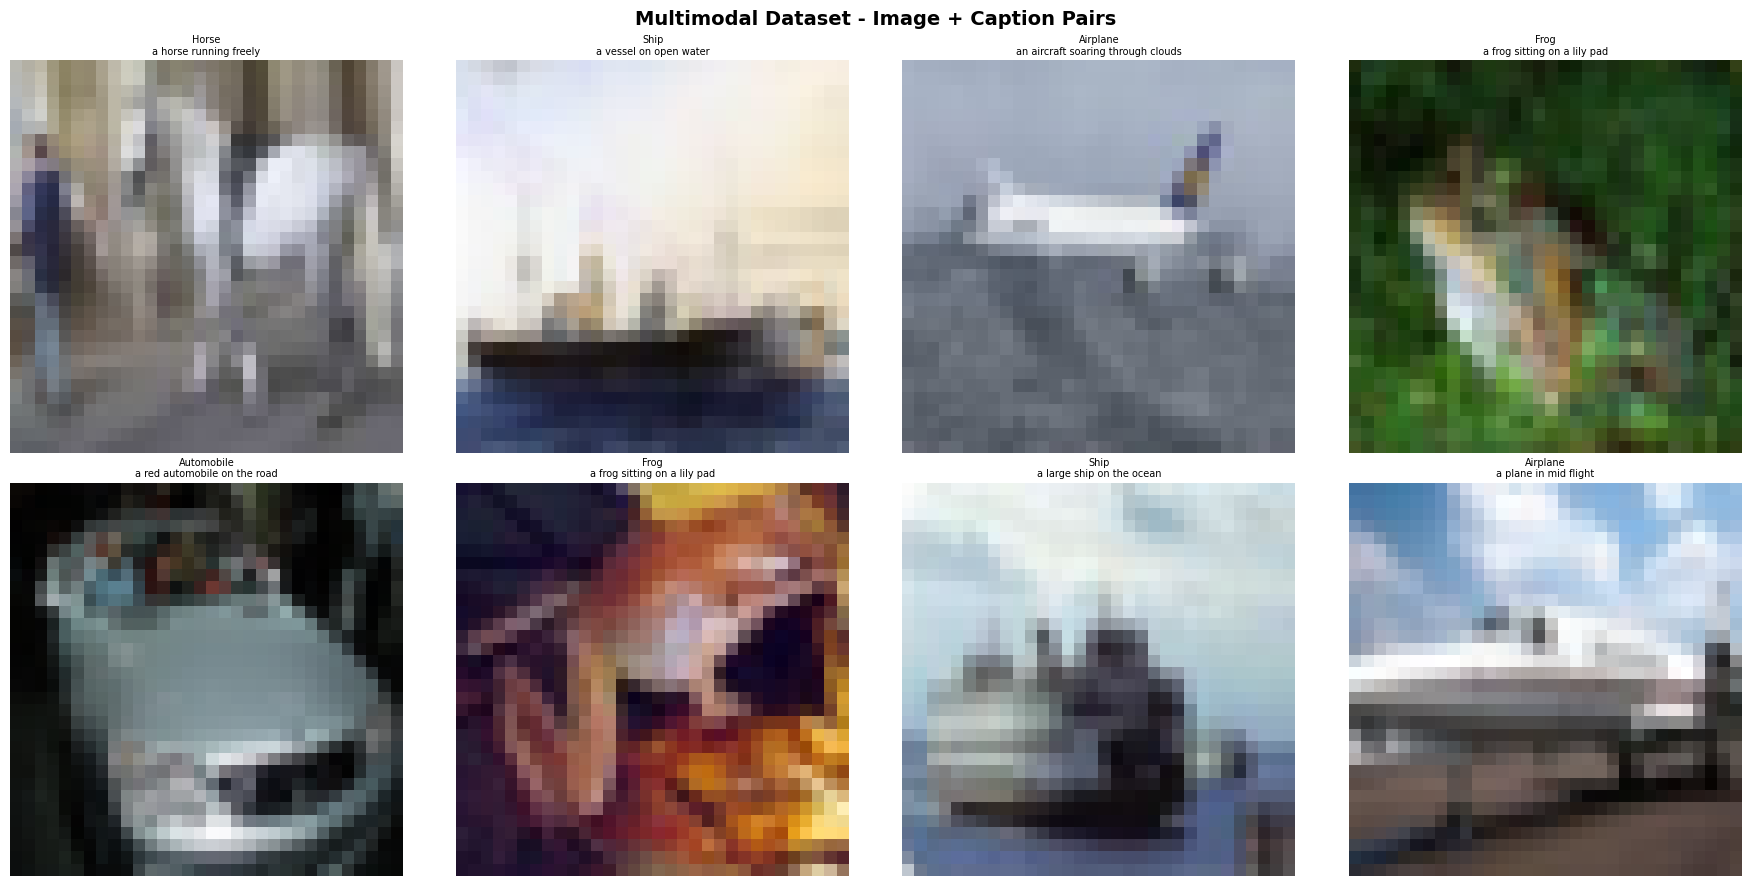 Multimodal Dataset - Image + Caption Pairs
Horse
a horse running freely
Ship
a vessel on open water
Airplane
an aircraft soaring through clouds
Frog
a frog sitting on a lily pad
Automobile
a red automobile on the road
Frog
a frog sitting on a lily pad
Ship
a large ship on the ocean
Airplane
a plane in mid flight